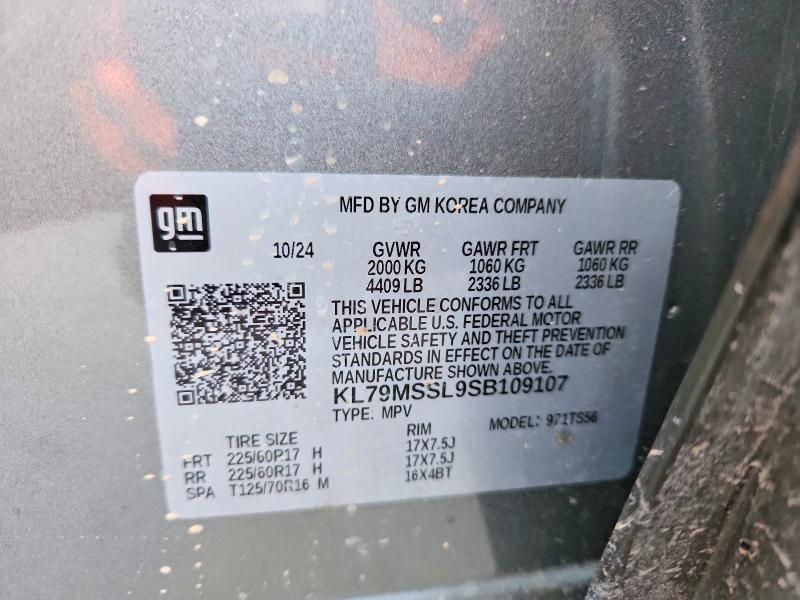 gm
MFD BY GM KOREA COMPANY
10/24 GVWR GAWR FRT GAWR RR
2000 KG 1060 KG 1060 KG
4409 LB 2336 LB 2336 LB
THIS VEHICLE CONFORMS TO ALL
APPLICABLE U.S. FEDERAL MOTOR
VEHICLE SAFETY AND THEFT PREVENTION
STANDARDS IN EFFECT ON THE DATE OF
MANUFACTURE SHOWN ABOVE.
KL79MSSL9SB109107
TYPE: MPV MODEL: 971TS56
TIRE SIZE RIM
FRT 225/60R17 H 17X7.5J
RR 225/60R17 H 17X7.5J
SPA T125/70R16 M 16X4BT